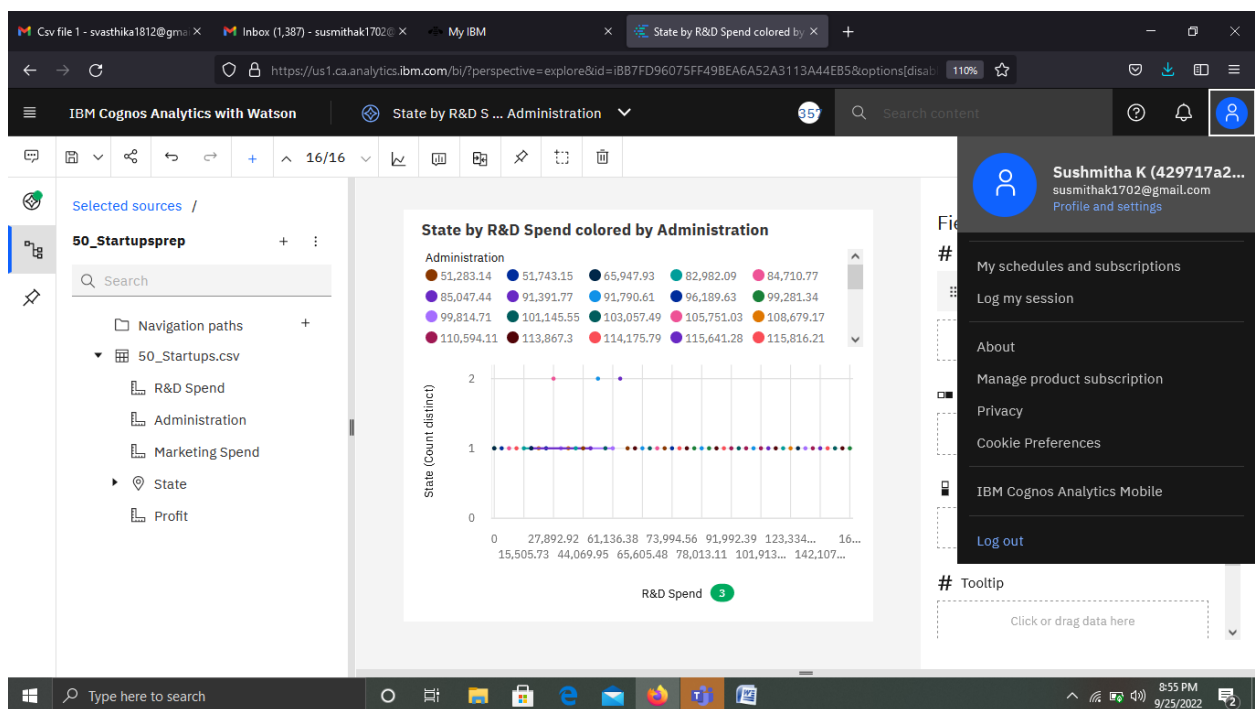 Csv file 1 - svasthika1812@gmai
Inbox (1,387) - susmithak1702@
My IBM
State by R&D Spend colored by
https://us1.ca.analytics.ibm.com/bi/?perspective=explore&id=iBB7FD96075FF49BEA6A52A3113A44EB5&options[disab
110%
IBM Cognos Analytics with Watson
State by R&D S ... Administration
357
Search content
16/16
Sushmitha K (429717a2...
susmithak1702@gmail.com
Profile and settings
My schedules and subscriptions
Log my session
About
Manage product subscription
Privacy
Cookie Preferences
IBM Cognos Analytics Mobile
Log out
Selected sources /
50_Startupsprep
Search
Navigation paths
50_Startups.csv
R&D Spend
Administration
Marketing Spend
State
Profit
State by R&D Spend colored by Administration
Administration
51,283.14 51,743.15 65,947.93 82,982.09 84,710.77
85,047.44 91,391.77 91,790.61 96,189.63 99,281.34
99,814.71 101,145.55 103,057.49 105,751.03 108,679.17
110,594.11 113,867.3 114,175.79 115,641.28 115,816.21
State (Count distinct)
2
1
0
0 27,892.92 61,136.38 73,994.56 91,992.39 123,334... 16...
15,505.73 44,069.95 65,605.48 78,013.11 101,913... 142,107...
R&D Spend 3
Fie
# Tooltip
Click or drag data here
Type here to search
8:55 PM
9/25/2022
2